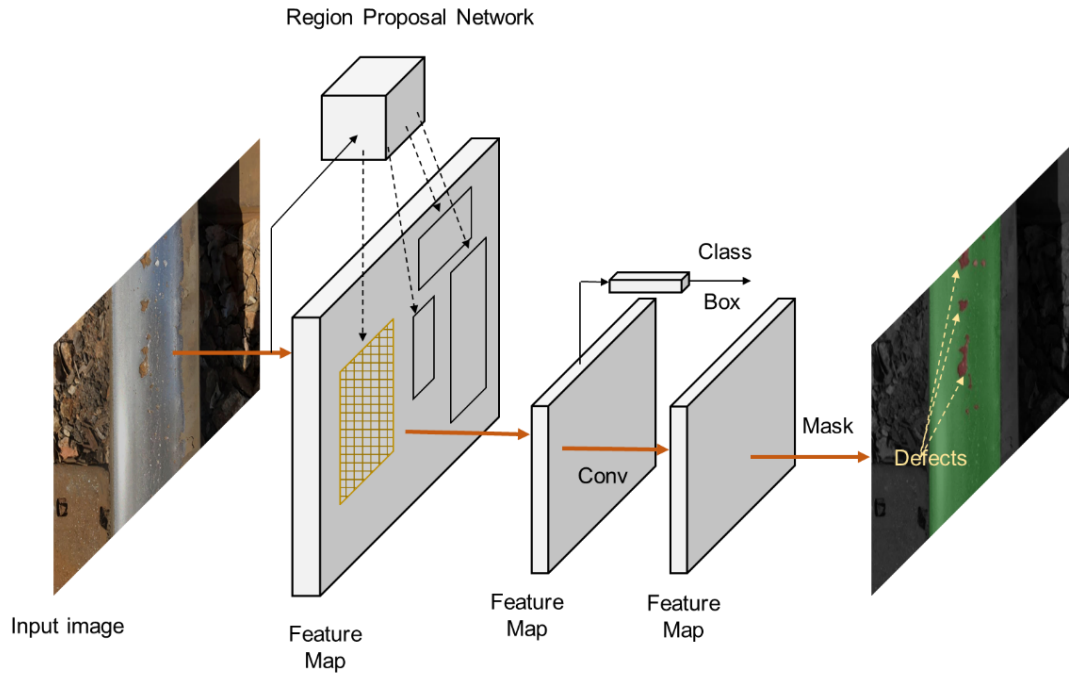 Region Proposal Network
Class
Box
Mask
Defects
Conv
Input image
Feature
Map
Feature
Map
Feature
Map